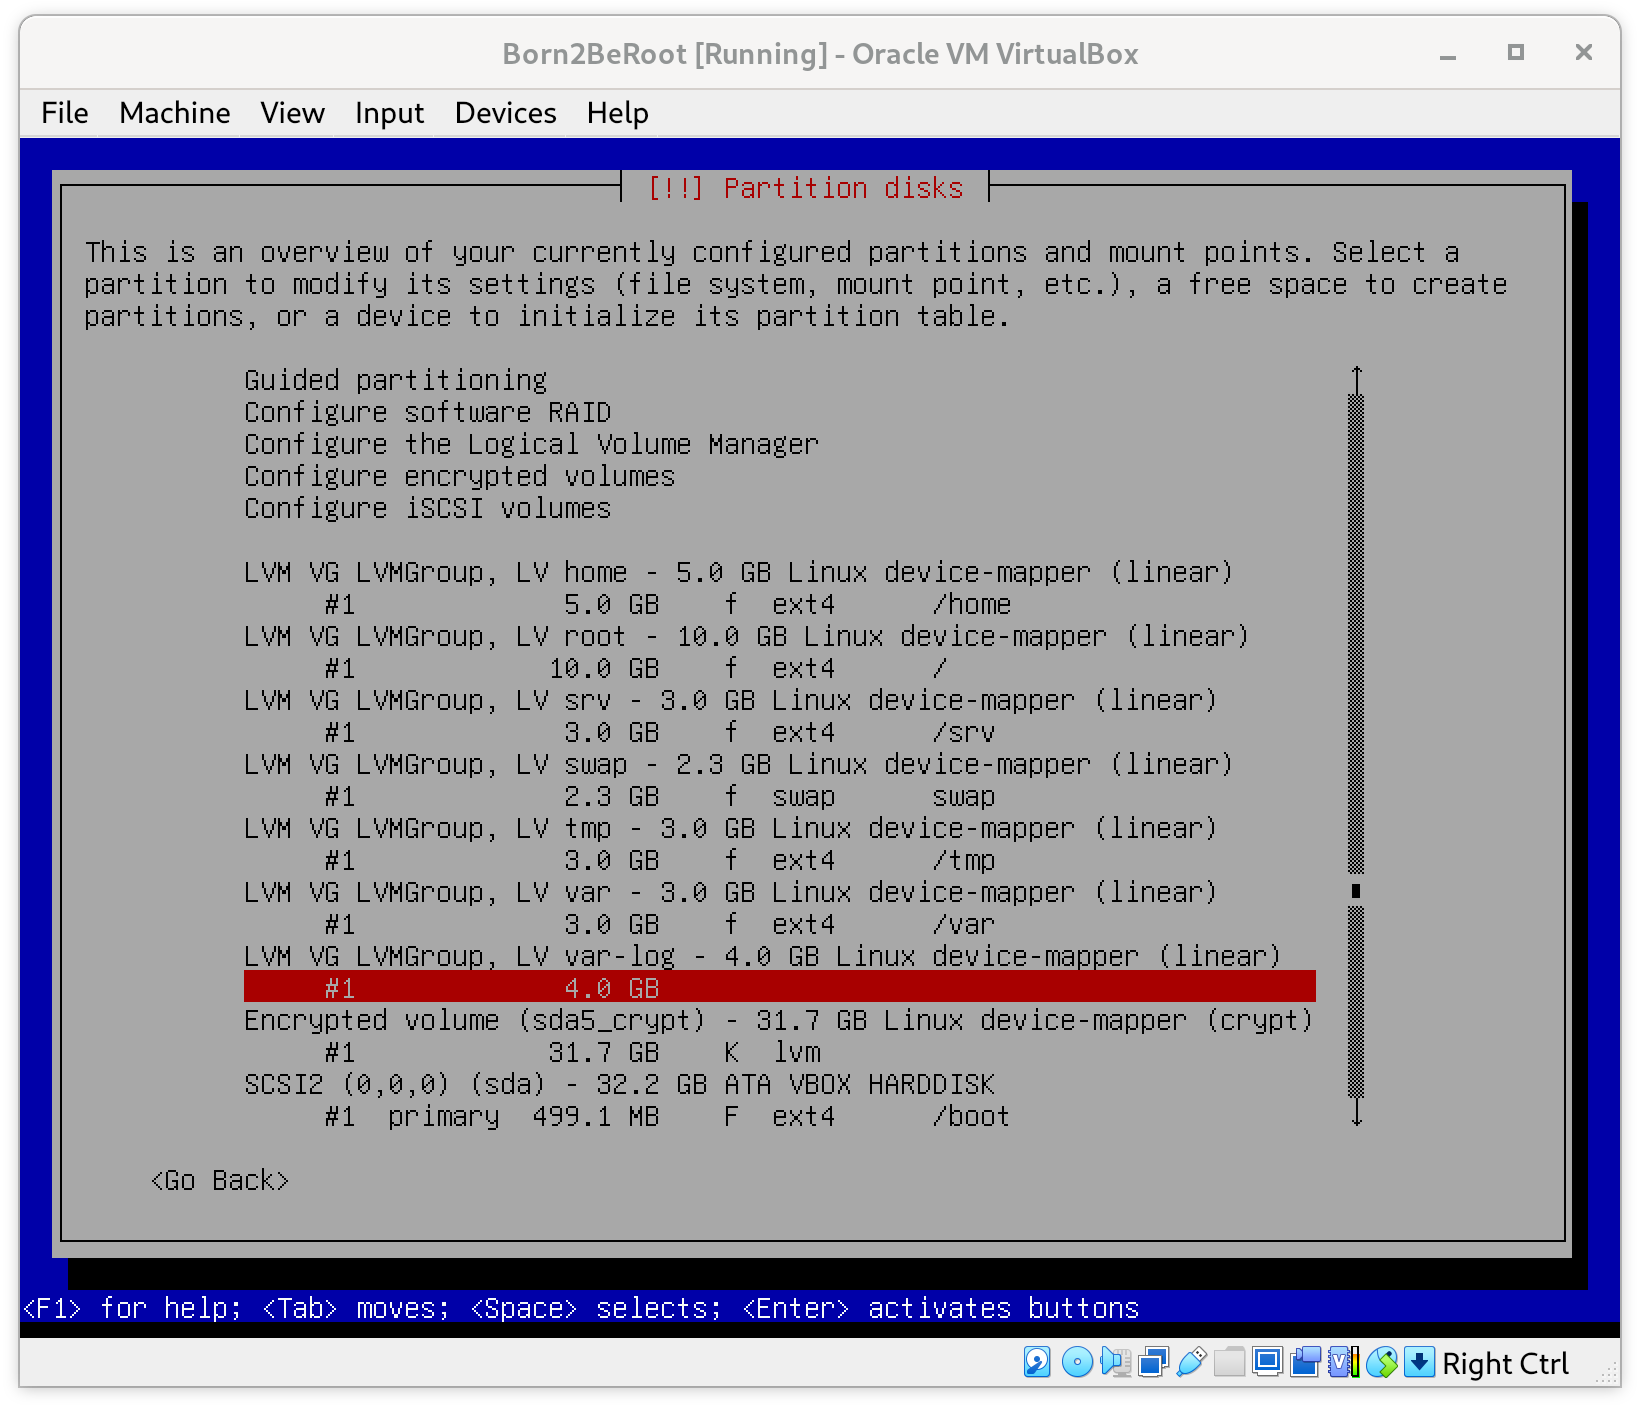 Born2BeRoot [Running] - Oracle VM VirtualBox
File Machine View Input Devices Help
[!!] Partition disks
This is an overview of your currently configured partitions and mount points. Select a
partition to modify its settings (file system, mount point, etc.), a free space to create
partitions, or a device to initialize its partition table.
Guided partitioning
Configure software RAID
Configure the Logical Volume Manager
Configure encrypted volumes
Configure iSCSI volumes
LVM VG LVMGroup, LV home - 5.0 GB Linux device-mapper (linear)
#1 5.0 GB f ext4 /home
LVM VG LVMGroup, LV root - 10.0 GB Linux device-mapper (linear)
#1 10.0 GB f ext4 /
LVM VG LVMGroup, LV srv - 3.0 GB Linux device-mapper (linear)
#1 3.0 GB f ext4 /srv
LVM VG LVMGroup, LV swap - 2.3 GB Linux device-mapper (linear)
#1 2.3 GB f swap swap
LVM VG LVMGroup, LV tmp - 3.0 GB Linux device-mapper (linear)
#1 3.0 GB f ext4 /tmp
LVM VG LVMGroup, LV var - 3.0 GB Linux device-mapper (linear)
#1 3.0 GB f ext4 /var
LVM VG LVMGroup, LV var-log - 4.0 GB Linux device-mapper (linear)
#1 4.0 GB
Encrypted volume (sda5_crypt) - 31.7 GB Linux device-mapper (crypt)
#1 31.7 GB K lvm
SCSI2 (0,0,0) (sda) - 32.2 GB ATA VBOX HARDDISK
#1 primary 499.1 MB F ext4 /boot
<Go Back>
<F1> for help; <Tab> moves; <Space> selects; <Enter> activates buttons
Right Ctrl